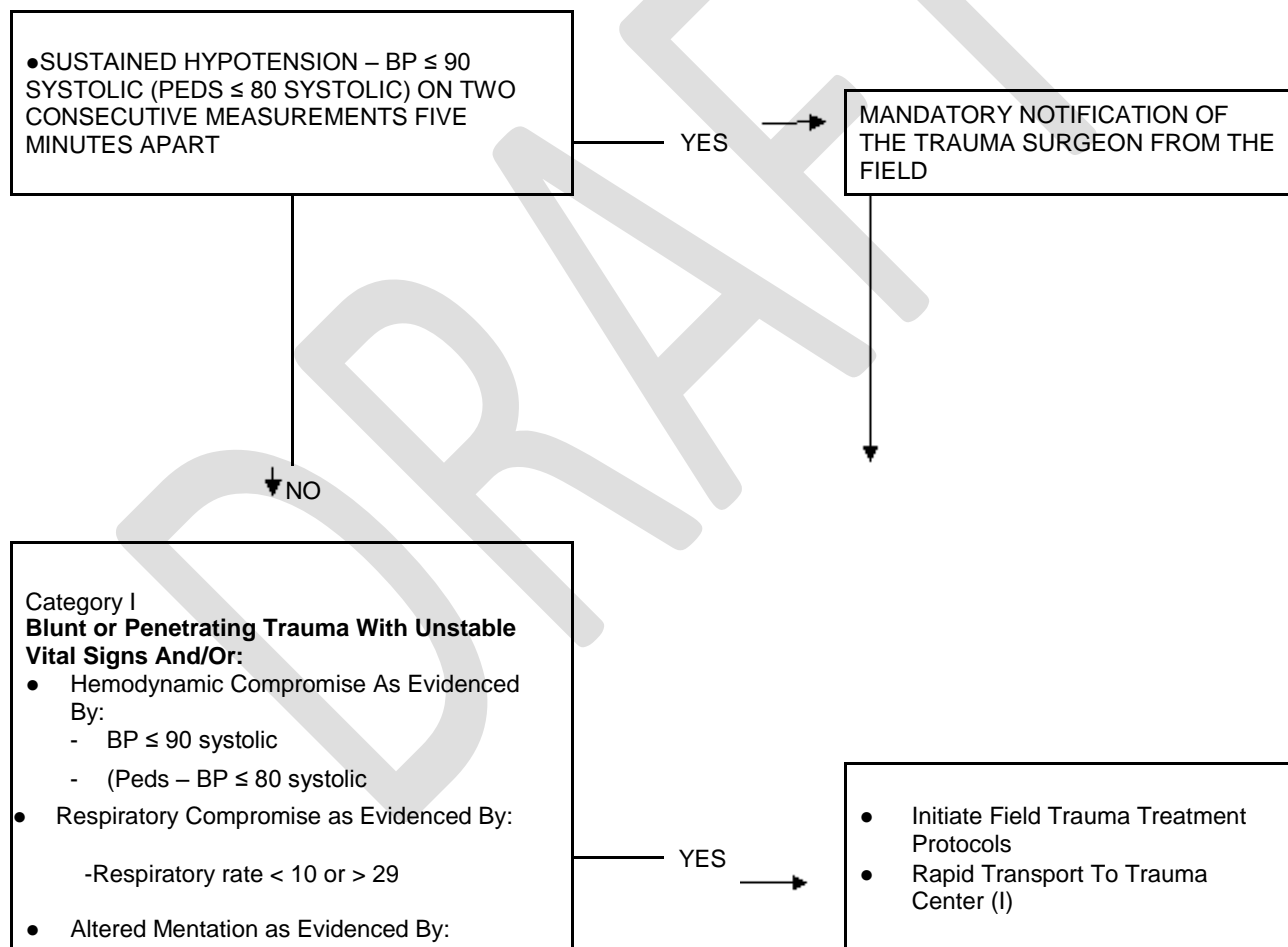 ●SUSTAINED HYPOTENSION – BP ≤ 90
SYSTOLIC (PEDS ≤ 80 SYSTOLIC) ON TWO
CONSECUTIVE MEASUREMENTS FIVE
MINUTES APART
YES
MANDATORY NOTIFICATION OF
THE TRAUMA SURGEON FROM THE
FIELD
NO
Category I
Blunt or Penetrating Trauma With Unstable
Vital Signs And/Or:
● Hemodynamic Compromise As Evidenced
By:
- BP ≤ 90 systolic
- (Peds – BP ≤ 80 systolic
● Respiratory Compromise as Evidenced By:
-Respiratory rate < 10 or > 29
● Altered Mentation as Evidenced By:
YES
● Initiate Field Trauma Treatment
Protocols
● Rapid Transport To Trauma
Center (I)
DRAFT